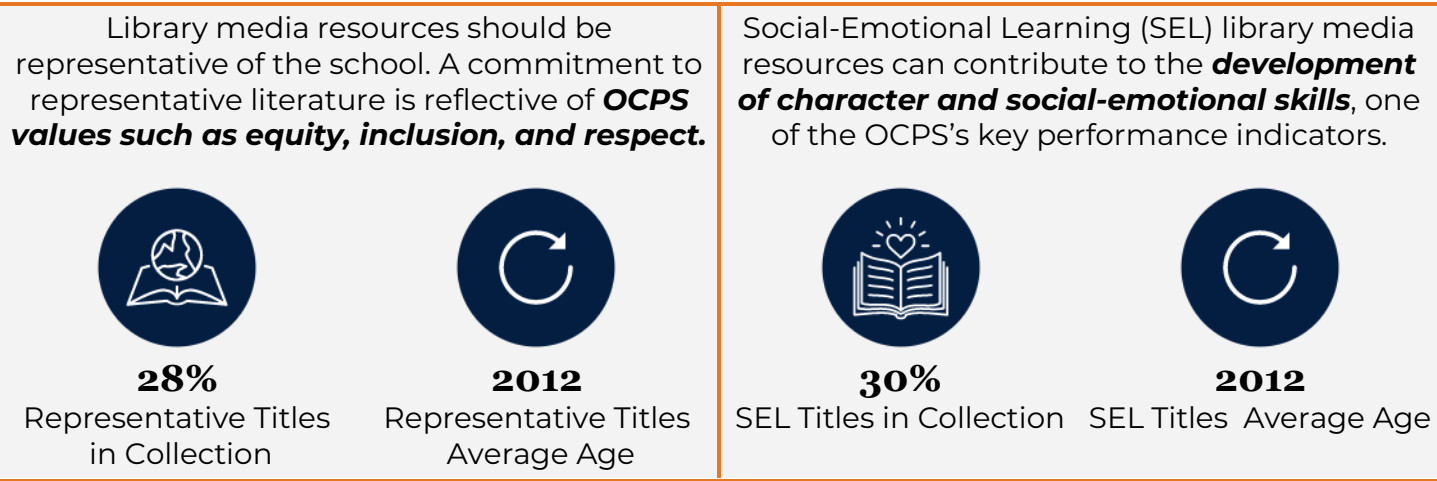 Library media resources should be
representative of the school. A commitment to
representative literature is reflective of OCPS
values such as equity, inclusion, and respect.
28%
Representative Titles
in Collection
2012
Representative Titles
Average Age
Social-Emotional Learning (SEL) library media
resources can contribute to the development
of character and social-emotional skills, one
of the OCPS’s key performance indicators.
30%
SEL Titles in Collection
2012
SEL Titles  Average Age